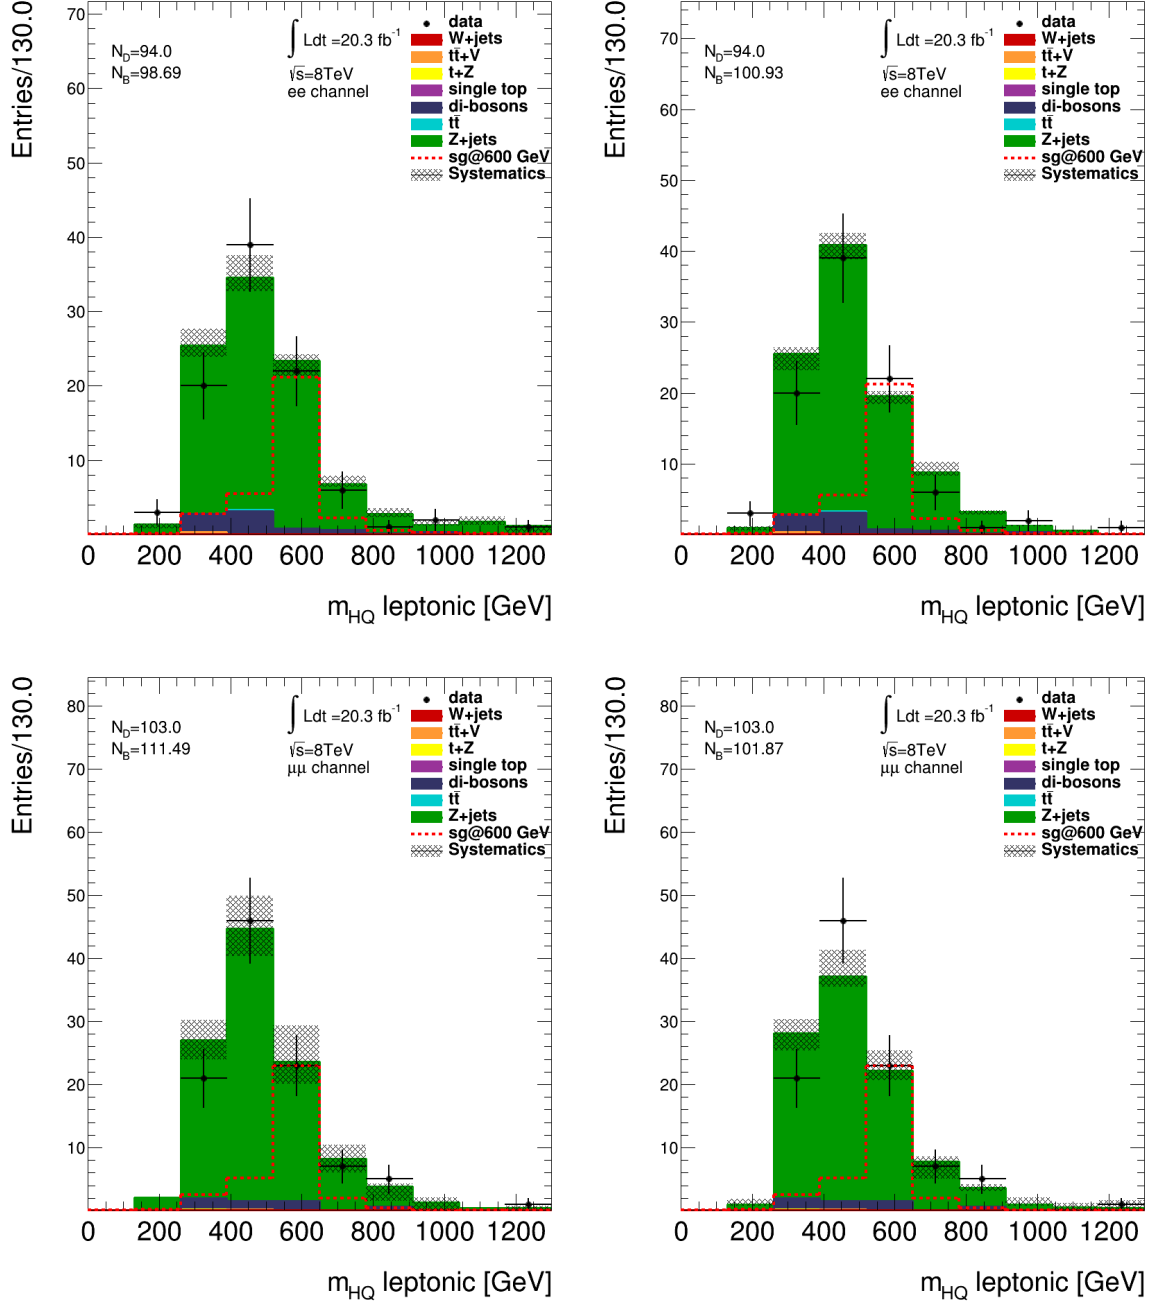 Entries/130.0
70
60
50
40
30
20
10
N_D=94.0
N_B=98.69
∫ Ldt =20.3 fb⁻¹
√s=8TeV
ee channel
data
W+jets
tt̄+V
t+Z
single top
di-bosons
tt̄
Z+jets
sg@600 GeV
Systematics
0 200 400 600 800 1000 1200
m_HQ leptonic [GeV]
Entries/130.0
70
60
50
40
30
20
10
N_D=94.0
N_B=100.93
∫ Ldt =20.3 fb⁻¹
√s=8TeV
ee channel
data
W+jets
tt̄+V
t+Z
single top
di-bosons
tt̄
Z+jets
sg@600 GeV
Systematics
0 200 400 600 800 1000 1200
m_HQ leptonic [GeV]
Entries/130.0
80
70
60
50
40
30
20
10
N_D=103.0
N_B=111.49
∫ Ldt =20.3 fb⁻¹
√s=8TeV
μμ channel
data
W+jets
tt̄+V
t+Z
single top
di-bosons
tt̄
Z+jets
sg@600 GeV
Systematics
0 200 400 600 800 1000 1200
m_HQ leptonic [GeV]
Entries/130.0
80
70
60
50
40
30
20
10
N_D=103.0
N_B=101.87
∫ Ldt =20.3 fb⁻¹
√s=8TeV
μμ channel
data
W+jets
tt̄+V
t+Z
single top
di-bosons
tt̄
Z+jets
sg@600 GeV
Systematics
0 200 400 600 800 1000 1200
m_HQ leptonic [GeV]